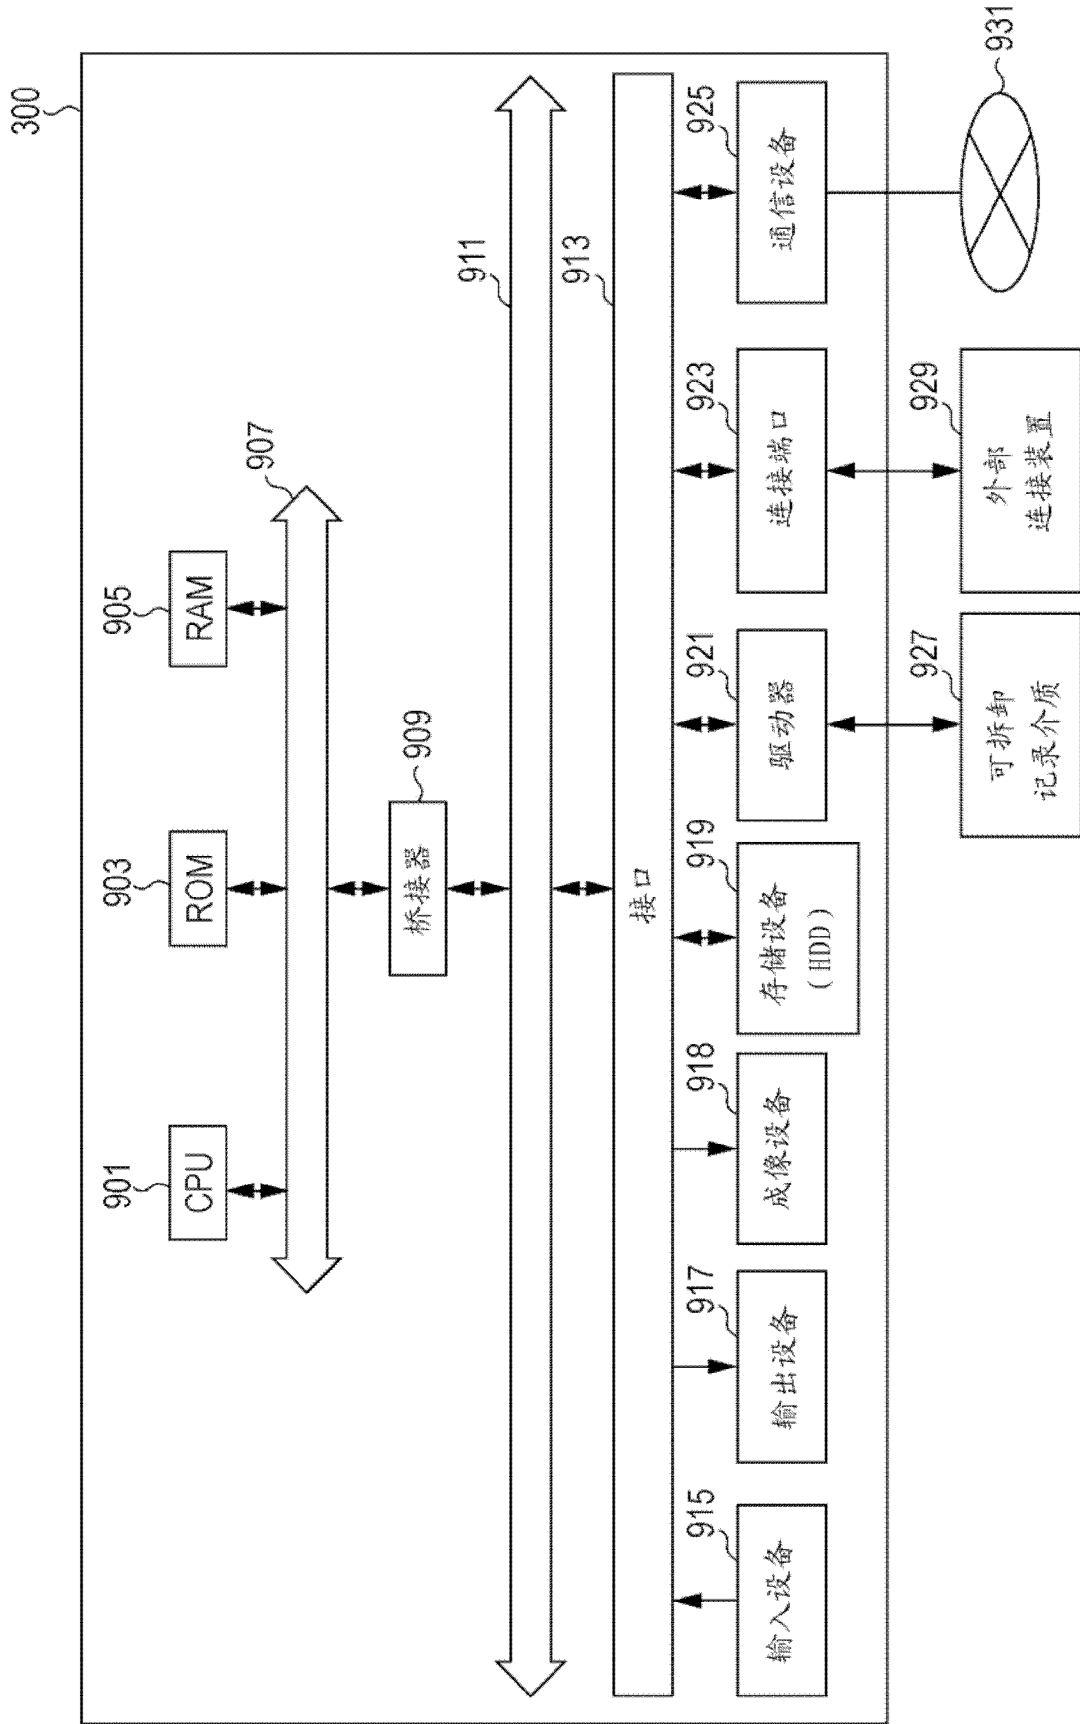 300
901
CPU
903
ROM
905
RAM
907
909
桥接器
911
913
接口
915
输入设备
917
输出设备
918
成像设备
919
存储设备
(HDD)
921
驱动器
923
连接端口
925
通信设备
927
可拆卸
记录介质
929
外部
连接装置
931